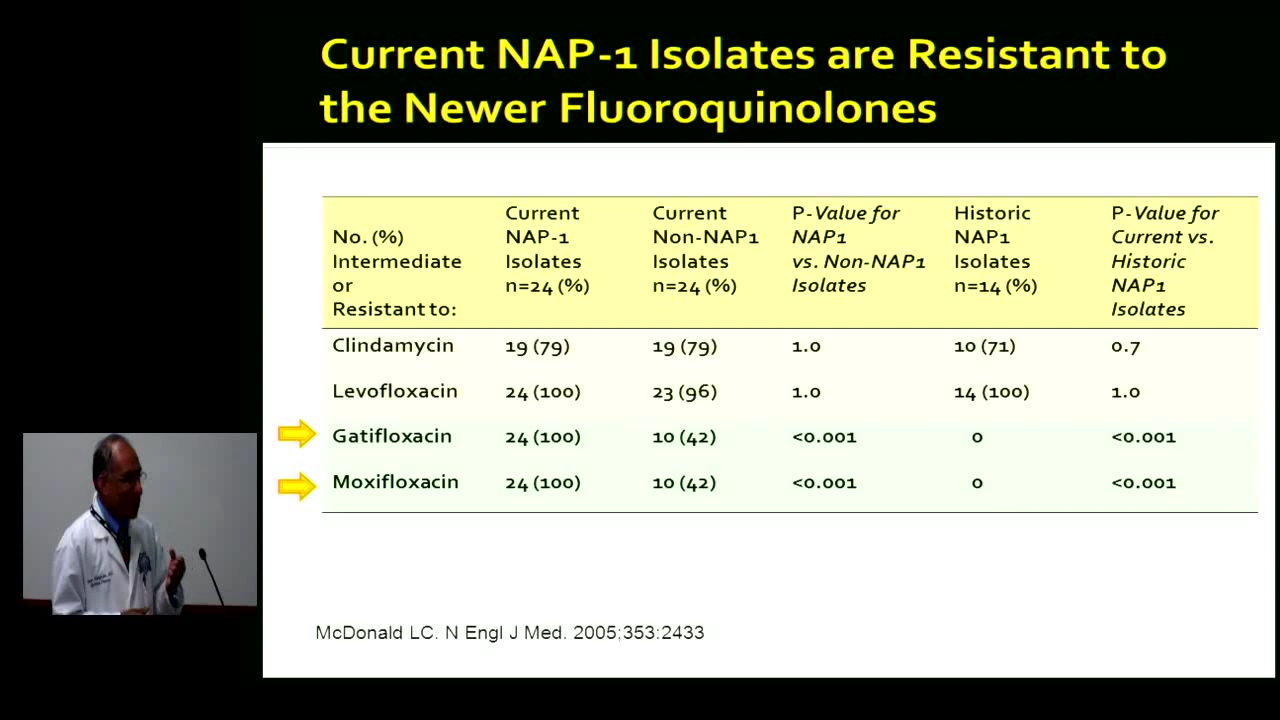 Current NAP-1 Isolates are Resistant to
the Newer Fluoroquinolones
No. (%)
Intermediate
or
Resistant to:
Current
NAP-1
Isolates
n=24 (%)
Current
Non-NAP1
Isolates
n=24 (%)
P-Value for
NAP1
vs. Non-NAP1
Isolates
Historic
NAP1
Isolates
n=14 (%)
P-Value for
Current vs.
Historic
NAP1
Isolates
Clindamycin 19 (79) 19 (79) 1.0 10 (71) 0.7
Levofloxacin 24 (100) 23 (96) 1.0 14 (100) 1.0
Gatifloxacin 24 (100) 10 (42) <0.001 0 <0.001
Moxifloxacin 24 (100) 10 (42) <0.001 0 <0.001
McDonald LC. N Engl J Med. 2005;353:2433